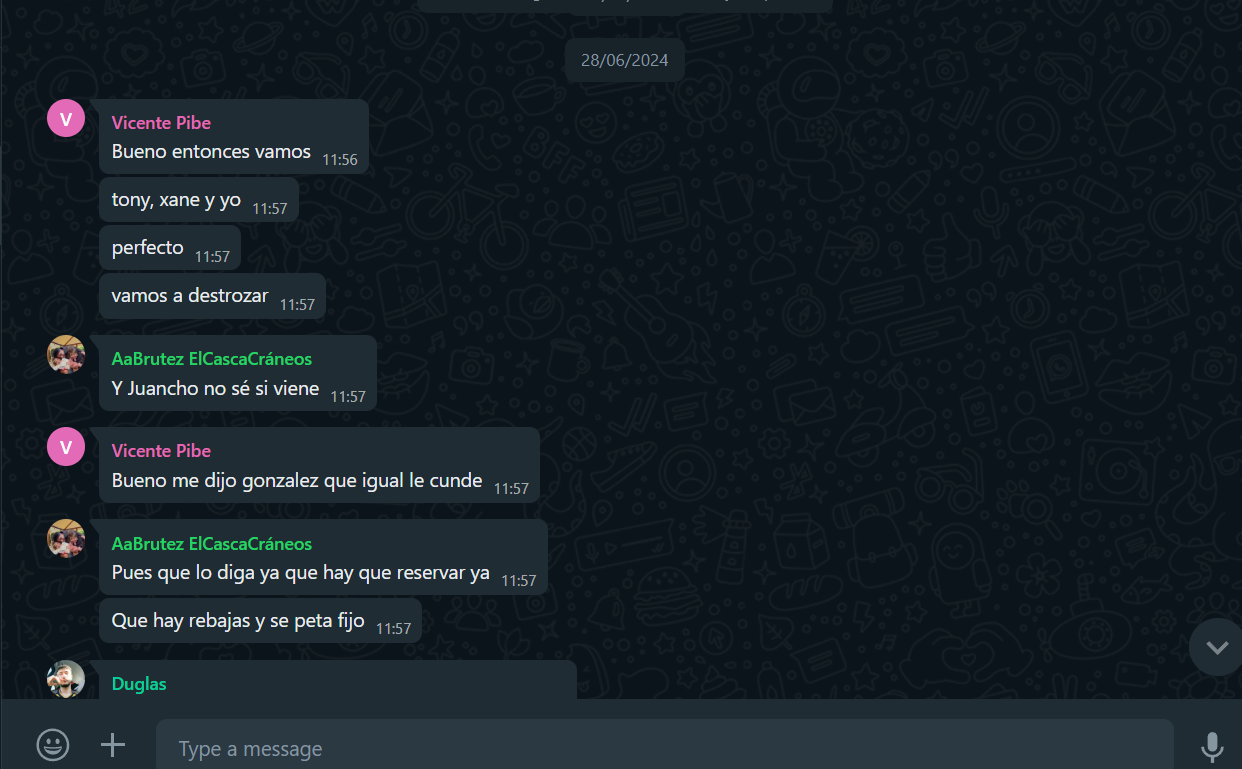 28/06/2024
V
Vicente Pibe
Bueno entonces vamos 11:56
tony, xane y yo 11:57
perfecto 11:57
vamos a destrozar 11:57
AaBrutez ElCascaCráneos
Y Juancho no sé si viene 11:57
V
Vicente Pibe
Bueno me dijo gonzalez que igual le cunde 11:57
AaBrutez ElCascaCráneos
Pues que lo diga ya que hay que reservar ya 11:57
Que hay rebajas y se peta fijo 11:57
Duglas
Type a message